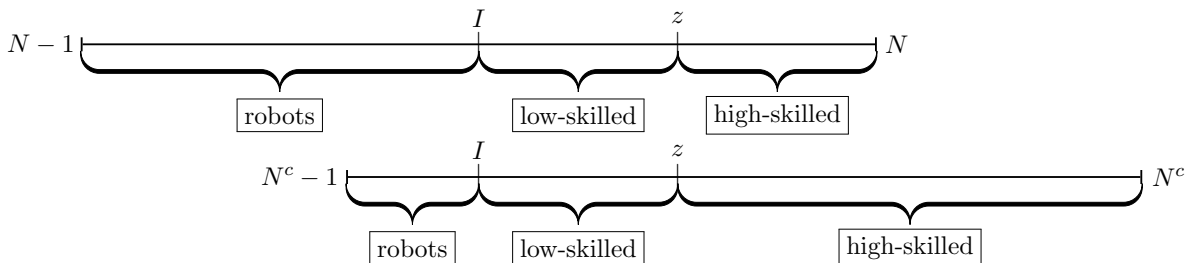 I z
N − 1 N
robots low-skilled high-skilled
I z
N^c − 1 N^c
robots low-skilled high-skilled